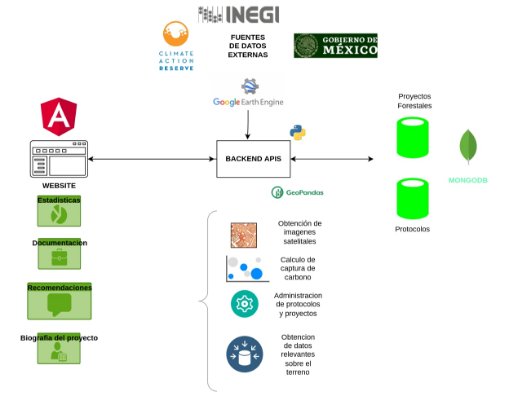 INEGI
FUENTES
DE DATOS
EXTERNAS
CLIMATE
ACTION
RESERVE
GOBIERNO DE
MÉXICO
Google Earth Engine
Proyectos
Forestales
BACKEND APIS
WEBSITE
MONGODB
GeoPandas
Estadisticas
Protocolos
Obtención de
imagenes
satelitales
Documentacion
Calculo de
captura de
carbono
Recomendaciones
Administracion
de protocolos
y proyectos
Biografia del proyecto
Obtencion
de datos
relevantes
sobre el
terreno